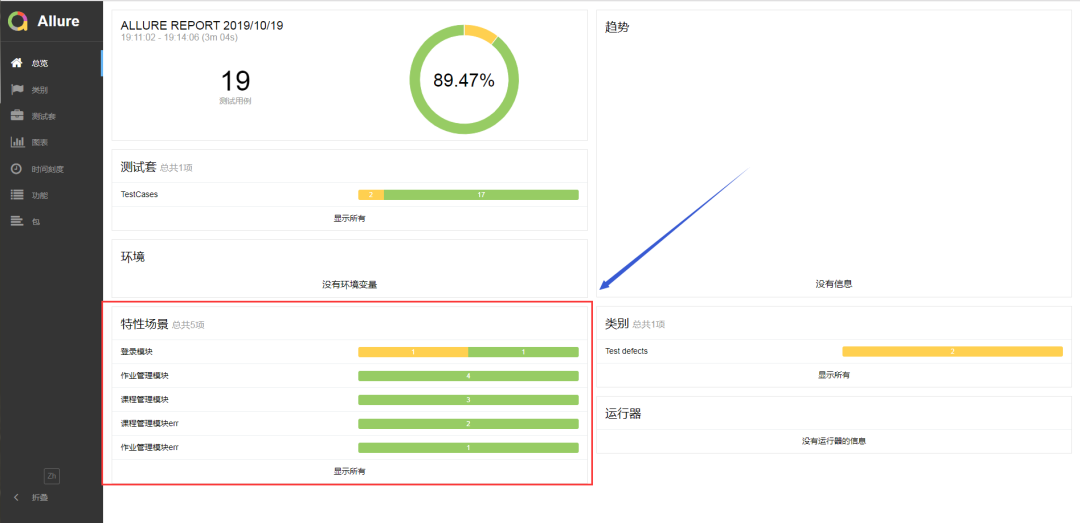 Allure
总览
类别
测试套
图表
时间刻度
功能
包
Zh
折叠
ALLURE REPORT 2019/10/19
19:11:02 - 19:14:06 (3m 04s)
19
测试用例
89.47%
测试套 总共1项
TestCases 2 17
显示所有
环境
没有环境变量
特性场景 总共5项
登录模块 1 1
作业管理模块 4
课程管理模块 3
课程管理模块err 2
作业管理模块err 1
显示所有
趋势
没有信息
类别 总共1项
Test defects 2
显示所有
运行器
没有运行器的信息